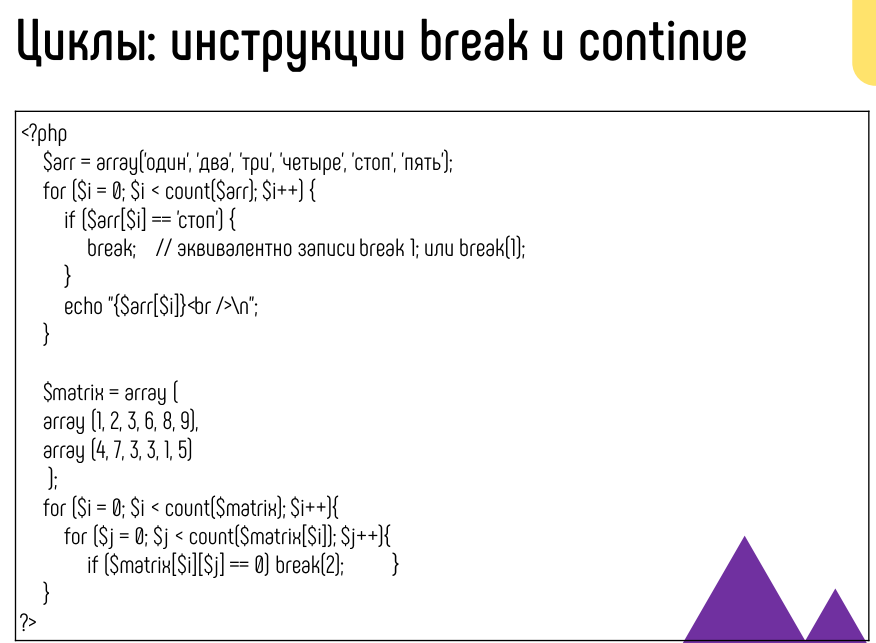 Циклы: инструкции break и continue
<?php
$arr = array('один', 'два', 'три', 'четыре', 'стоп', 'пять');
for ($i = 0; $i < count($arr); $i++) {
if ($arr[$i] == 'стоп') {
break; // эквивалентно записи break 1; или break(1);
}
echo "{$arr[$i]}<br />\n";
}
$matrix = array (
array (1, 2, 3, 6, 8, 9),
array (4, 7, 3, 3, 1, 5)
);
for ($i = 0; $i < count($matrix); $i++){
for ($j = 0; $j < count($matrix[$i]); $j++){
if ($matrix[$i][$j] == 0) break(2); }
}
?>